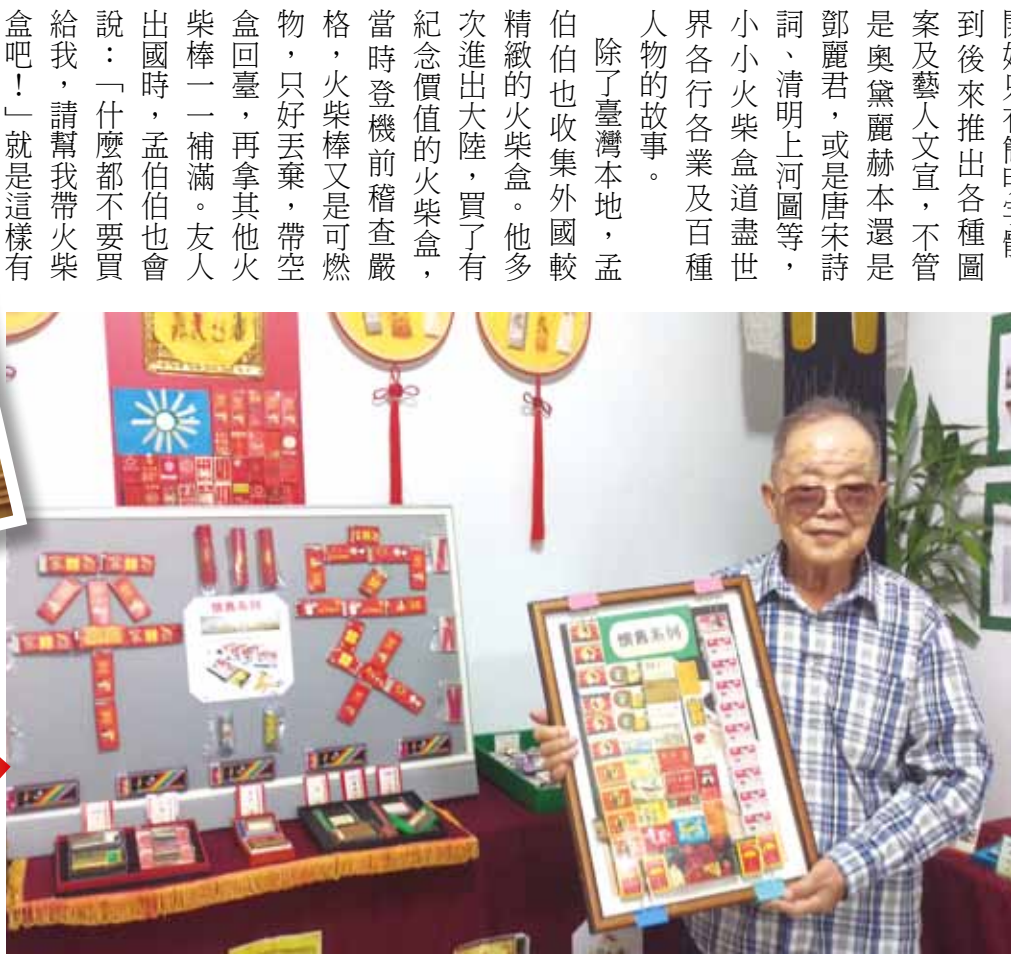 到後來推出各種圖
案及藝人文宣，不管
是奧黛麗赫本還是
鄧麗君，或是唐宋詩
詞、清明上河圖等，
小小火柴盒道盡世
界各行各業及百種
人物的故事。
除了臺灣本地，孟
伯伯也收集外國較
精緻的火柴盒。他多
次進出大陸，買了有
紀念價值的火柴盒，
當時登機前稽查嚴
格，火柴棒又是可燃
物，只好丟棄，帶空
盒回臺，再拿其他火
柴棒一一補滿。友人
出國時，孟伯伯也會
說：「什麼都不要買
給我，請幫我帶火柴
盒吧！」就是這樣有
平安
懷舊系列
懷舊系列